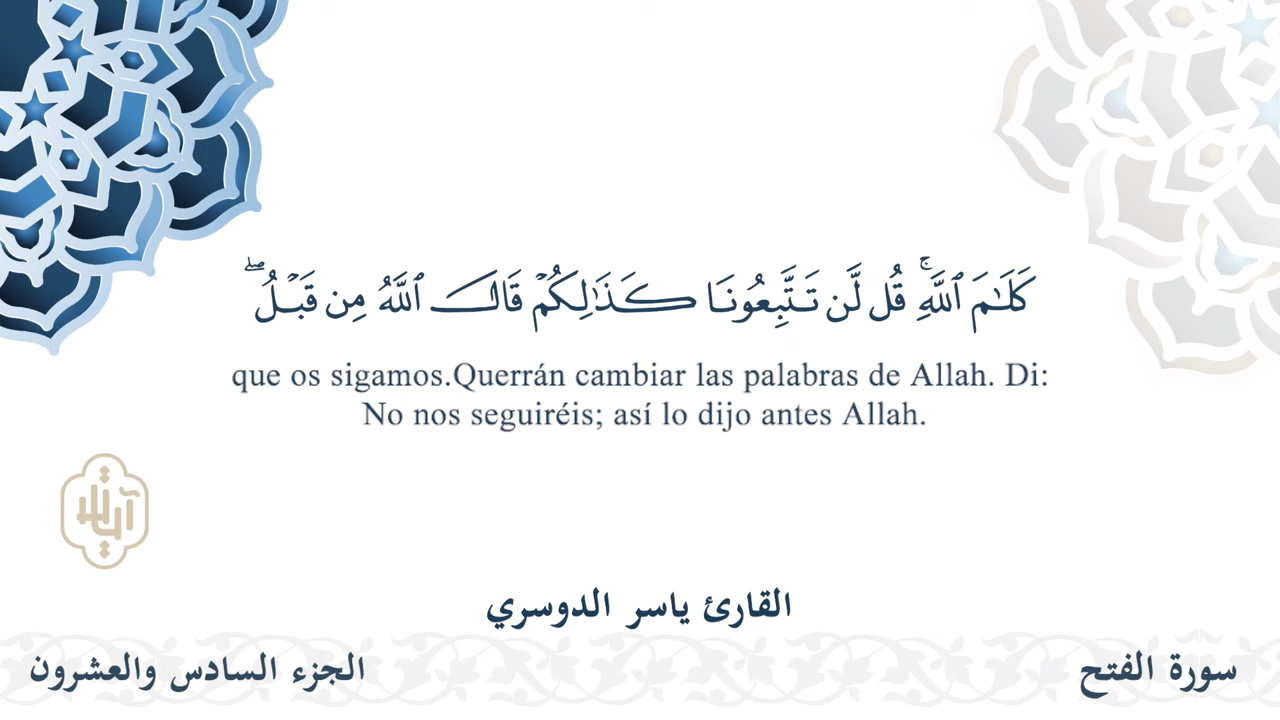 كَلَـٰمَ ٱللَّهِۚ قُل لَّن تَتَّبِعُونَا كَذَٰلِكُمۡ قَالَ ٱللَّهُ مِن قَبۡلُۖ
que os sigamos.Querrán cambiar las palabras de Allah. Di:
No nos seguiréis; así lo dijo antes Allah.
القارئ ياسر الدوسري
سورة الفتح
الجزء السادس والعشرون